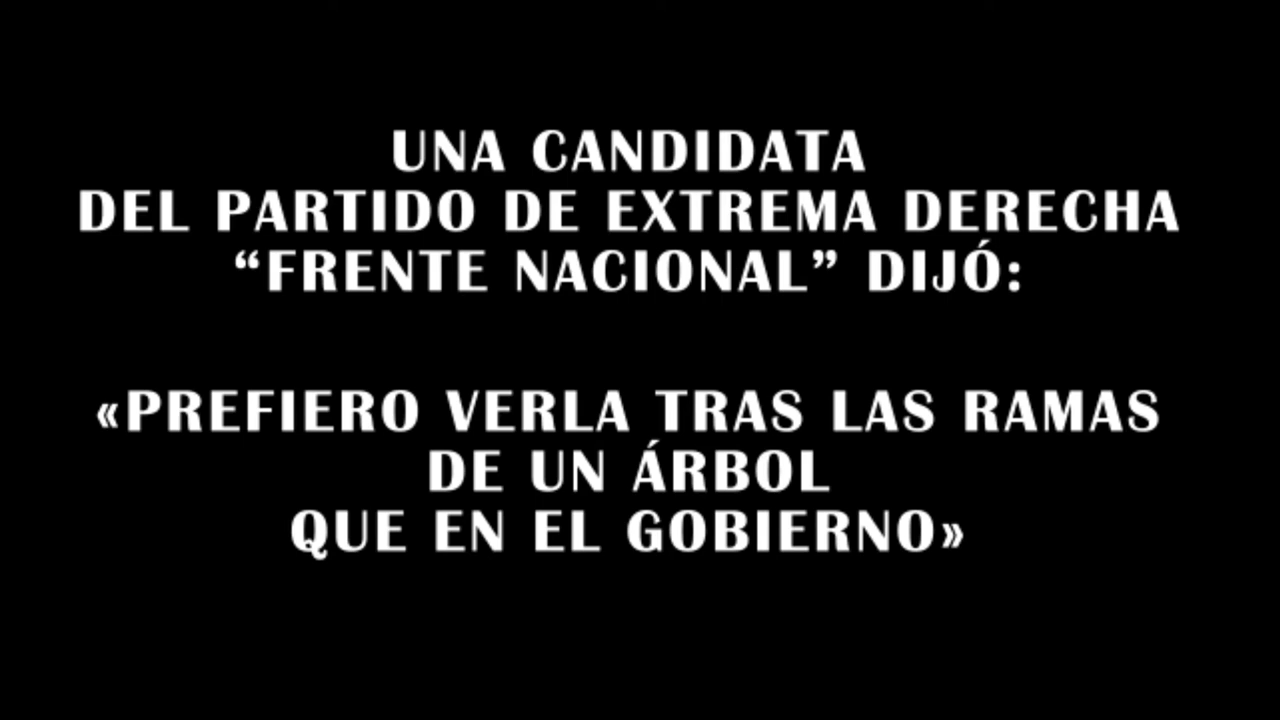 UNA CANDIDATA
DEL PARTIDO DE EXTREMA DERECHA
“FRENTE NACIONAL” DIJÓ:
«PREFIERO VERLA TRAS LAS RAMAS
DE UN ÁRBOL
QUE EN EL GOBIERNO»